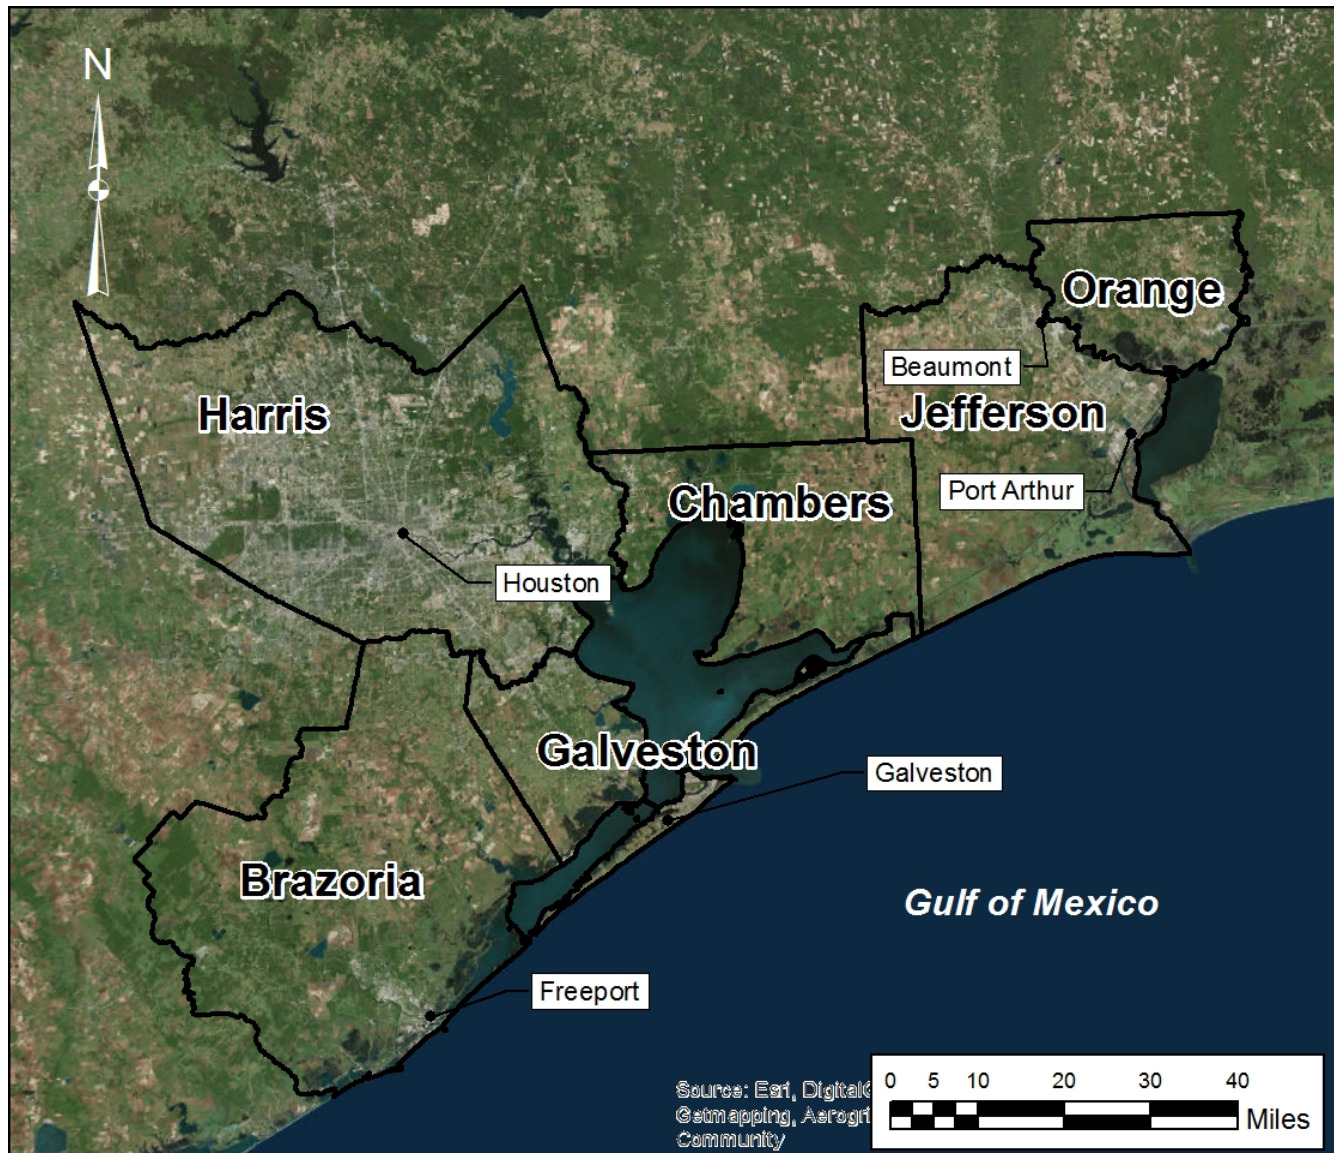 N
Orange
Beaumont
Harris
Jefferson
Port Arthur
Chambers
Houston
Galveston
Galveston
Brazoria
Gulf of Mexico
Freeport
0 5 10 20 30 40
Miles
Source: Esri,
Getmapping,
Community